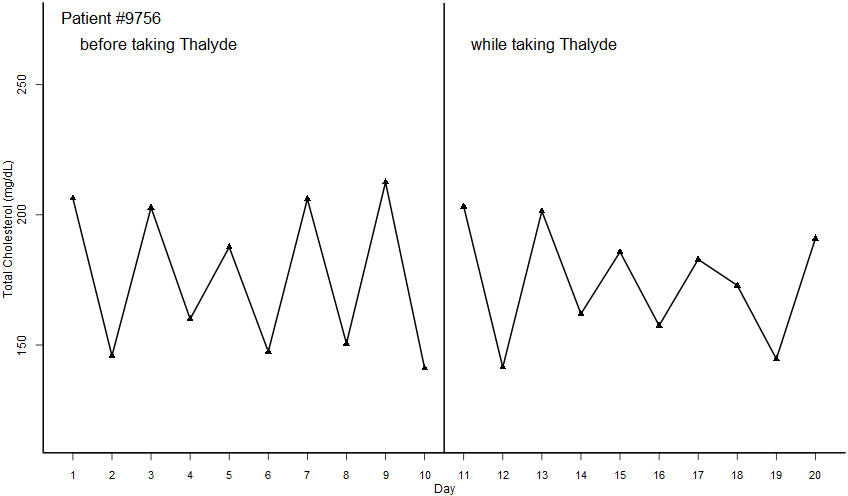 Patient #9756
before taking Thalyde
while taking Thalyde
Total Cholesterol (mg/dL)
250
200
150
1 2 3 4 5 6 7 8 9 10 11 12 13 14 15 16 17 18 19 20
Day